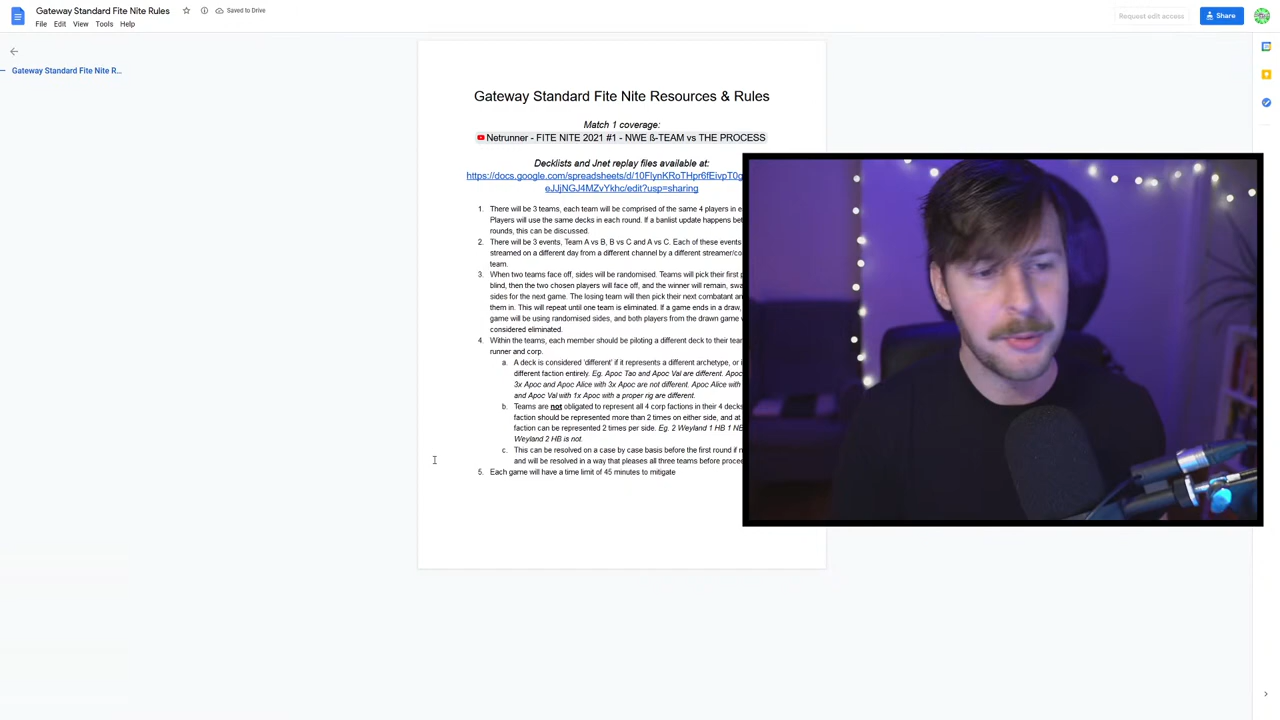 Gateway Standard Fite Nite Rules
Saved to Drive
File Edit View Tools Help
Request edit access
Share
Gateway Standard Fite Nite R...
Gateway Standard Fite Nite Resources & Rules
Match 1 coverage:
Netrunner - FITE NITE 2021 #1 - NWE ß-TEAM vs THE PROCESS
Decklists and Jnet replay files available at:
https://docs.google.com/spreadsheets/d/10FlynKRoTHpr6fEivpT0g
eJJjNGJ4MZvYkhc/edit?usp=sharing
1. There will be 3 teams, each team will be comprised of the same 4 players in e
Players will use the same decks in each round. If a banlist update happens be
rounds, this can be discussed.
2. There will be 3 events, Team A vs B, B vs C and A vs C. Each of these events
streamed on a different day from a different channel by a different streamer/co
team.
3. When two teams face off, sides will be randomised. Teams will pick their first p
blind, then the two chosen players will face off, and the winner will remain, swa
sides for the next game. The losing team will then pick their next combatant an
them in. This will repeat until one team is eliminated. If a game ends in a draw,
game will be using randomised sides, and both players from the drawn game
considered eliminated.
4. Within the teams, each member should be piloting a different deck to their tea
runner and corp.
a. A deck is considered 'different' if it represents a different archetype, or i
different faction entirely. Eg. Apoc Tao and Apoc Val are different. Apoc
3x Apoc and Apoc Alice with 3x Apoc are not different. Apoc Alice with
and Apoc Val with 1x Apoc with a proper rig are different.
b. Teams are not obligated to represent all 4 corp factions in their 4 decks
faction should be represented more than 2 times on either side, and at
faction can be represented 2 times per side. Eg. 2 Weyland 1 HB 1 NB
Weyland 2 HB is not.
c. This can be resolved on a case by case basis before the first round if n
and will be resolved in a way that pleases all three teams before procee
5. Each game will have a time limit of 45 minutes to mitigate